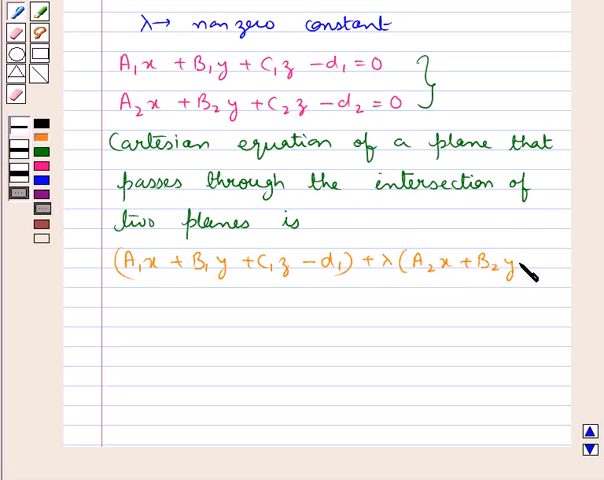 λ → non zero constant
A₁x + B₁y + C₁z - d₁ = 0
A₂x + B₂y + C₂z - d₂ = 0
Cartesian equation of a plane that
passes through the intersection of
two planes is
(A₁x + B₁y + C₁z - d₁) + λ (A₂x + B₂y